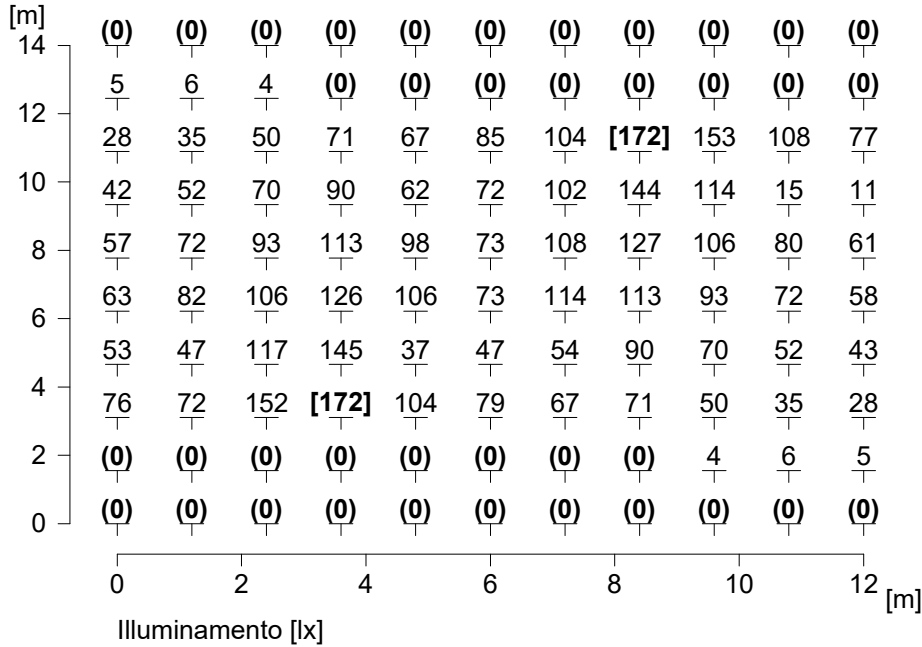 [m]
14 (0) (0) (0) (0) (0) (0) (0) (0) (0) (0) (0)
5 6 4 (0) (0) (0) (0) (0) (0) (0) (0)
12
28 35 50 71 67 85 104 [172] 153 108 77
10 42 52 70 90 62 72 102 144 114 15 11
8 57 72 93 113 98 73 108 127 106 80 61
63 82 106 126 106 73 114 113 93 72 58
6
53 47 117 145 37 47 54 90 70 52 43
4 76 72 152 [172] 104 79 67 71 50 35 28
2 (0) (0) (0) (0) (0) (0) (0) (0) 4 6 5
0 (0) (0) (0) (0) (0) (0) (0) (0) (0) (0) (0)
0 2 4 6 8 10 12 [m]
Illuminamento [lx]